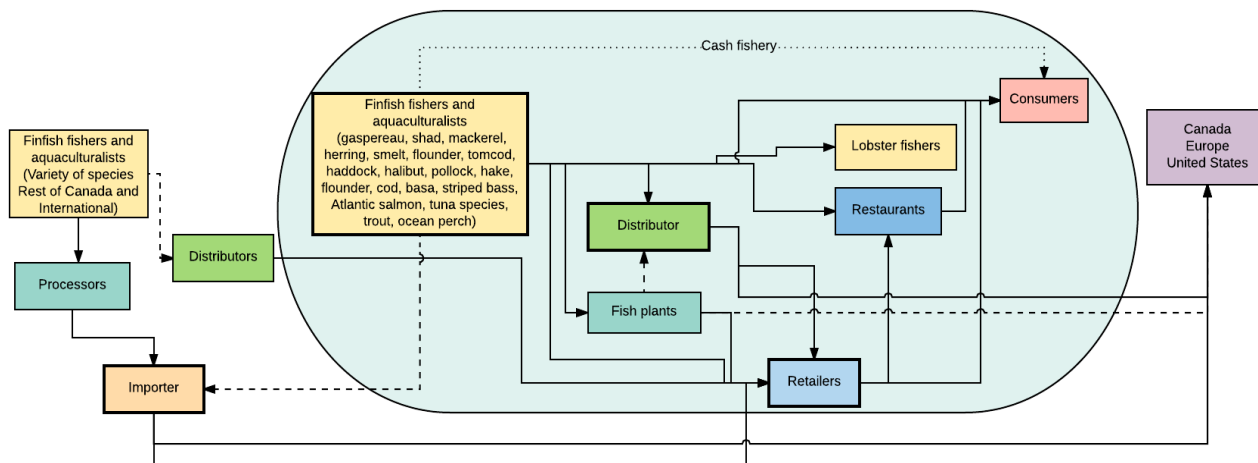 Cash fishery
Consumers
Finfish fishers and
aquaculturalists
(gaspereau, shad, mackerel,
herring, smelt, flounder, tomcod,
haddock, halibut, pollock, hake,
flounder, cod, basa, striped bass,
Atlantic salmon, tuna species,
trout, ocean perch)
Finfish fishers and
aquaculturalists
(Variety of species
Rest of Canada and
International)
Lobster fishers
Canada
Europe
United States
Restaurants
Distributor
Distributors
Processors
Fish plants
Importer
Retailers